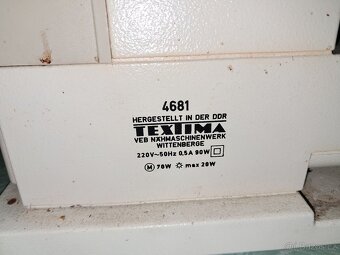 4681
HERGESTELLT IN DER DDR
TEXTIMA
VEB NÄHMASCHINENWERK
WITTENBERGE
220V~50Hz 0,5A 90W
M 70W max 20W